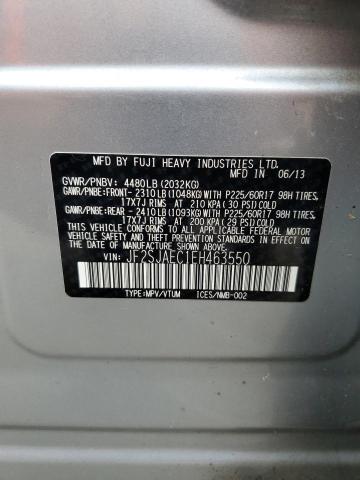 MFD. BY FUJI HEAVY INDUSTRIES LTD.
MFD IN 06/13
GVWR/PNBV: 4480LB (2032KG)
GAWR/PNBE:FRONT- 2310LB (1048KG) WITH P225/60R17 98H TIRES,
17X7J RIMS, AT 210 KPA (30 PSI) COLD
GAWR/PNBE:REAR - 2410LB (1093KG) WITH P225/60R17 98H TIRES,
17X7J RIMS, AT 200 KPA (29 PSI) COLD
THIS VEHICLE CONFORMS TO ALL APPLICABLE
FEDERAL MOTOR VEHICLE SAFETY STANDARDS
IN EFFECT ON THE DATE OF MANUFACTURE
SHOWN ABOVE.
VIN: JF2SJAEC1EH463550
TYPE:MPV/VTUM ICES/NMB-002